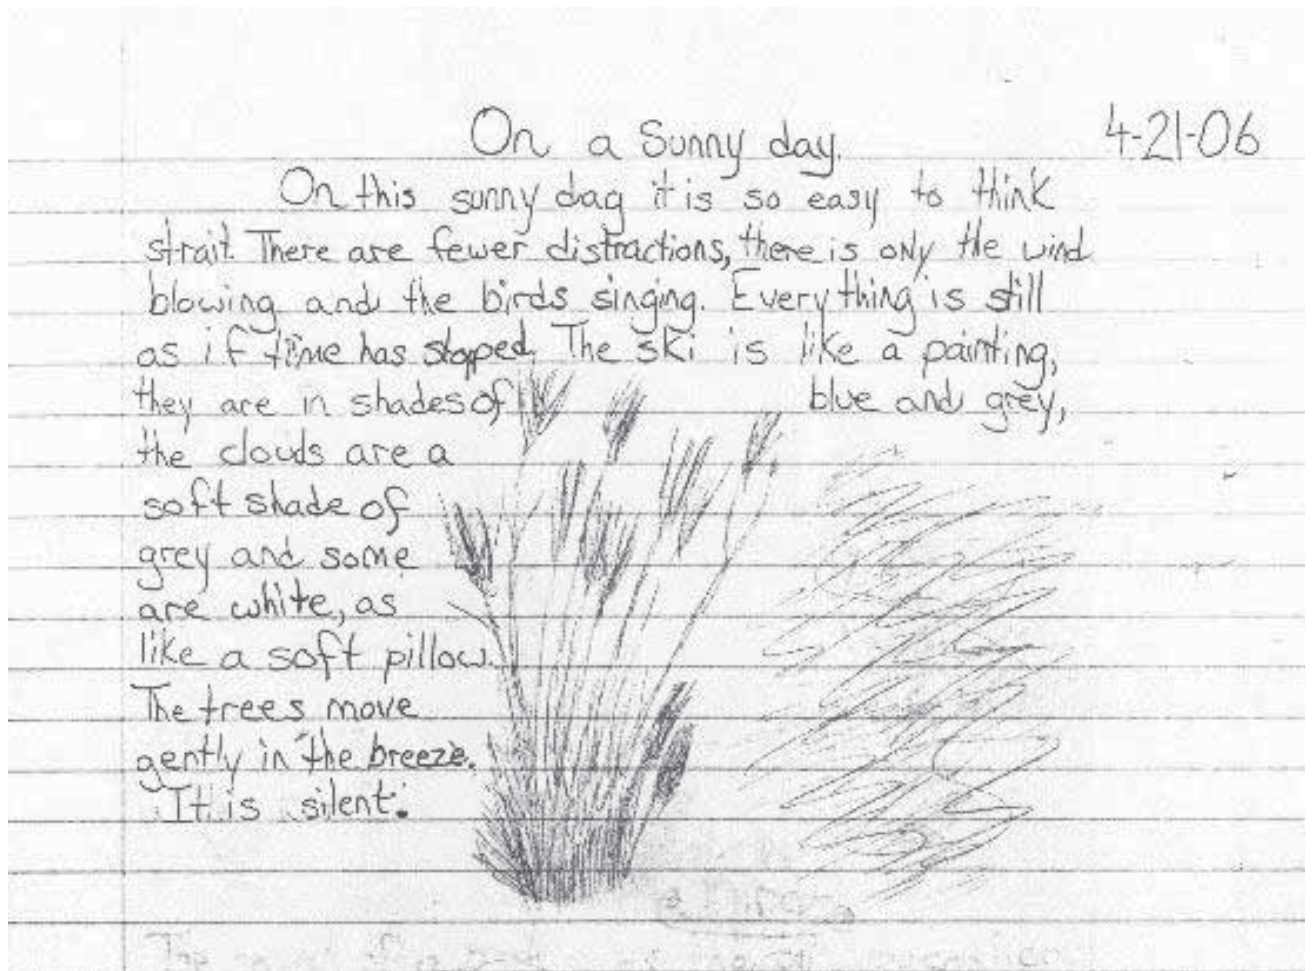 On a Sunny day.
4-21-06
On this sunny day it is so easy to think
strait. There are fewer distractions, there is only the wind
blowing and the birds singing. Everything is still
as if time has stopped. The ski is like a painting,
they are in shades of blue and grey,
the clouds are a
soft shade of
grey and some
are white, as
like a soft pillow.
The trees move
gently in the breeze.
It is silent.